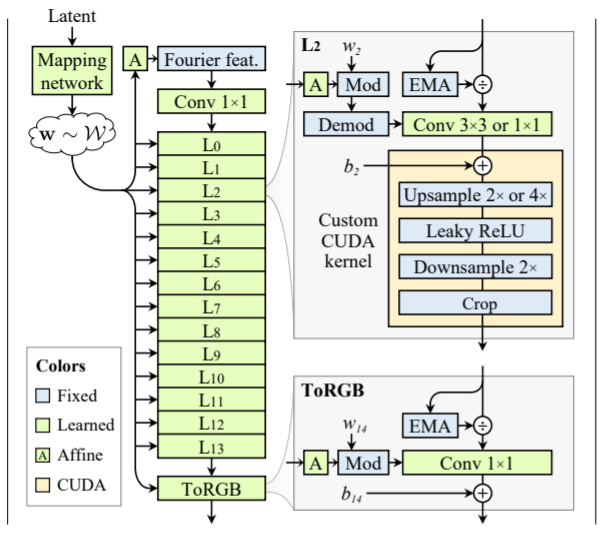 Latent
Mapping
network
w ~ W
A
Fourier feat.
Conv 1×1
L0
L1
L2
L3
L4
L5
L6
L7
L8
L9
L10
L11
L12
L13
ToRGB
L2
w2
A
Mod
EMA
÷
Demod
Conv 3×3 or 1×1
b2
+
Custom
CUDA
kernel
Upsample 2× or 4×
Leaky ReLU
Downsample 2×
Crop
ToRGB
w14
EMA
÷
A
Mod
Conv 1×1
b14
+
Colors
Fixed
Learned
A Affine
CUDA